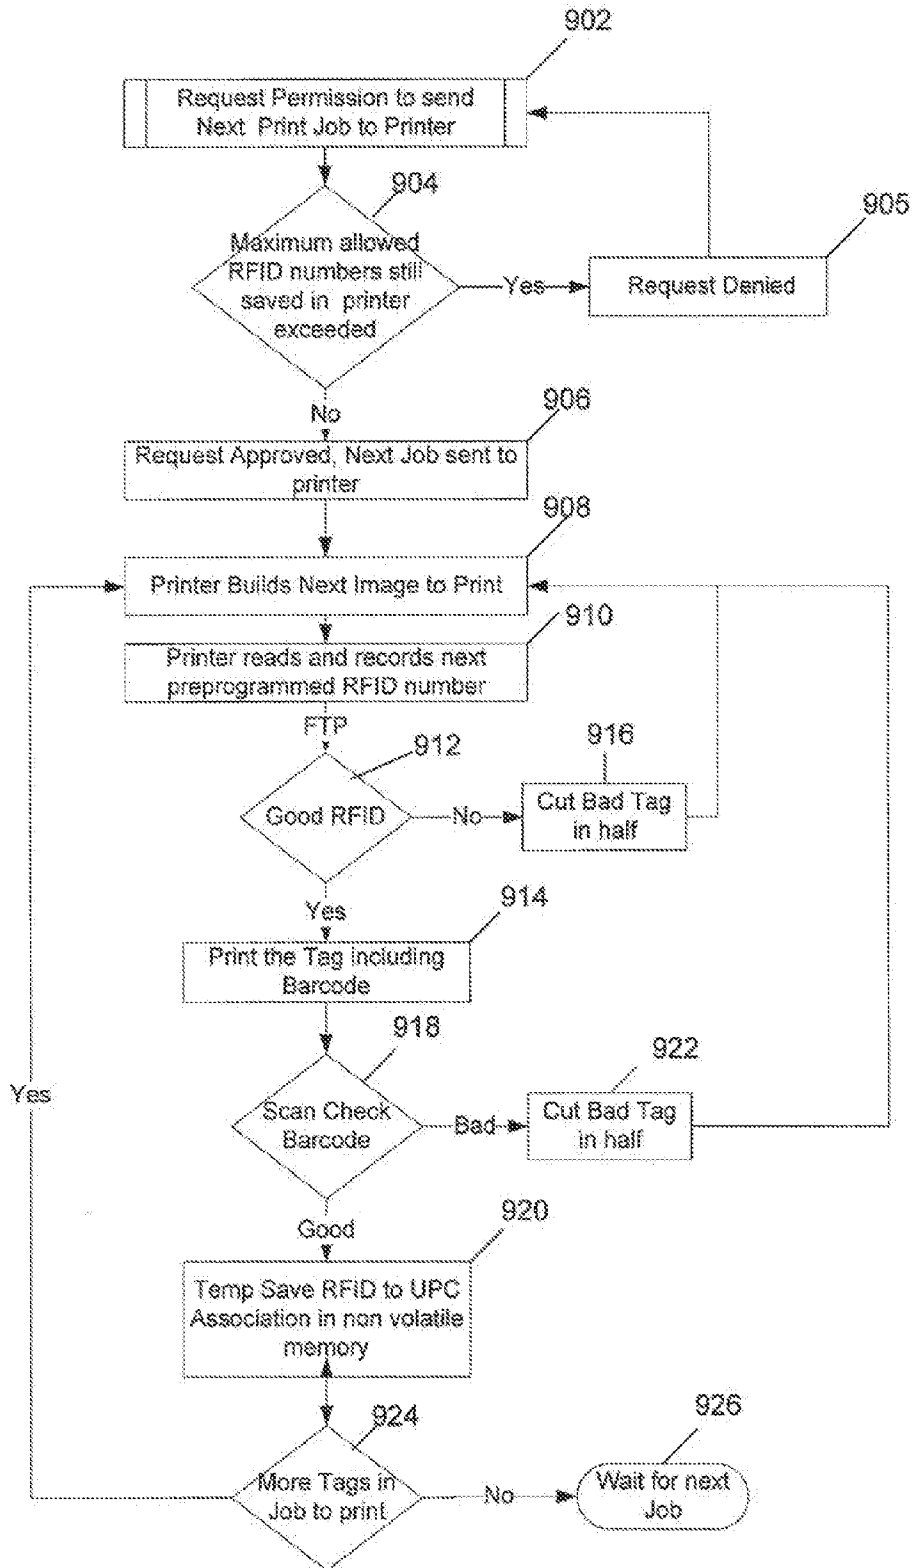 902
Request Permission to send
Next Print Job to Printer
904
905
Maximum allowed
RFID numbers still
saved in printer
exceeded
Yes
Request Denied
No
906
Request Approved, Next Job sent to
printer
908
Printer Builds Next Image to Print
910
Printer reads and records next
preprogrammed RFID number
FTP
912
916
Good RFID
No
Cut Bad Tag
in half
Yes
914
Print the Tag including
Barcode
918
922
Yes
Scan Check
Barcode
Bad
Cut Bad Tag
in half
Good
920
Temp Save RFID to UPC
Association in non volatile
memory
924
926
More Tags in
Job to print
No
Wait for next
Job